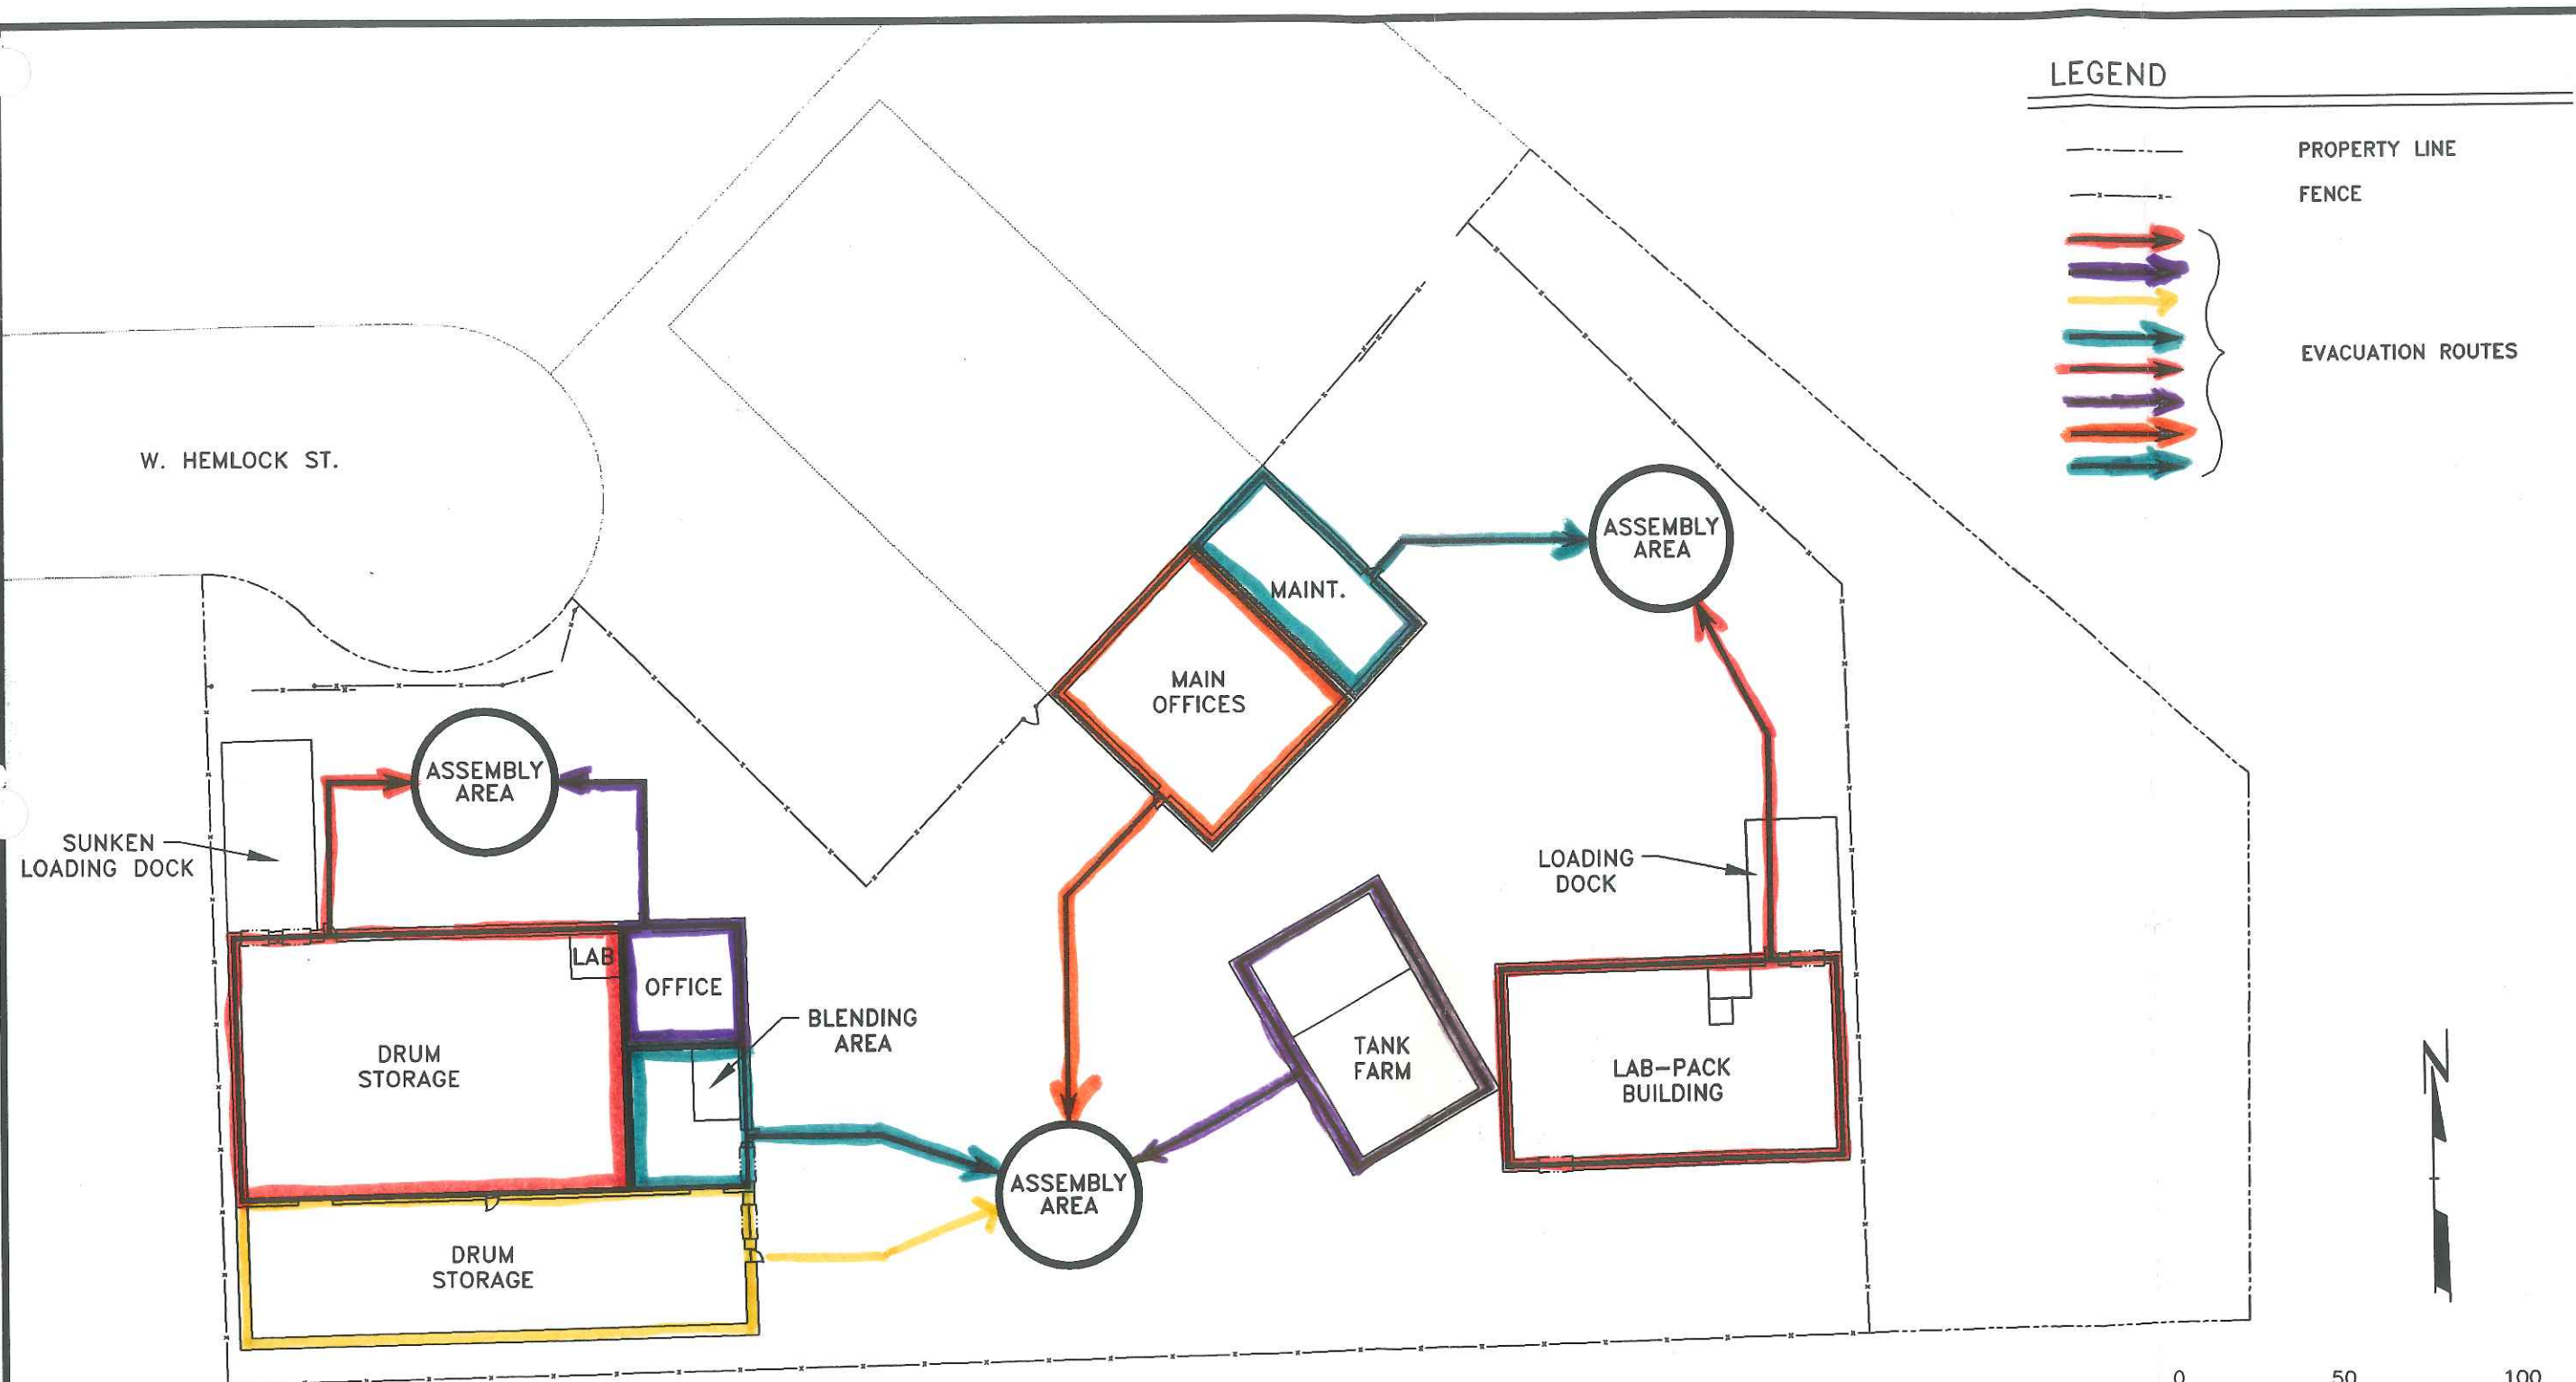 LEGEND
PROPERTY LINE
FENCE
EVACUATION ROUTES
W. HEMLOCK ST.
ASSEMBLY
AREA
MAINT.
MAIN
OFFICES
ASSEMBLY
AREA
SUNKEN
LOADING DOCK
LOADING
DOCK
LAB
OFFICE
BLENDING
AREA
DRUM
STORAGE
TANK
FARM
LAB-PACK
BUILDING
ASSEMBLY
AREA
DRUM
STORAGE
N
0 50 100